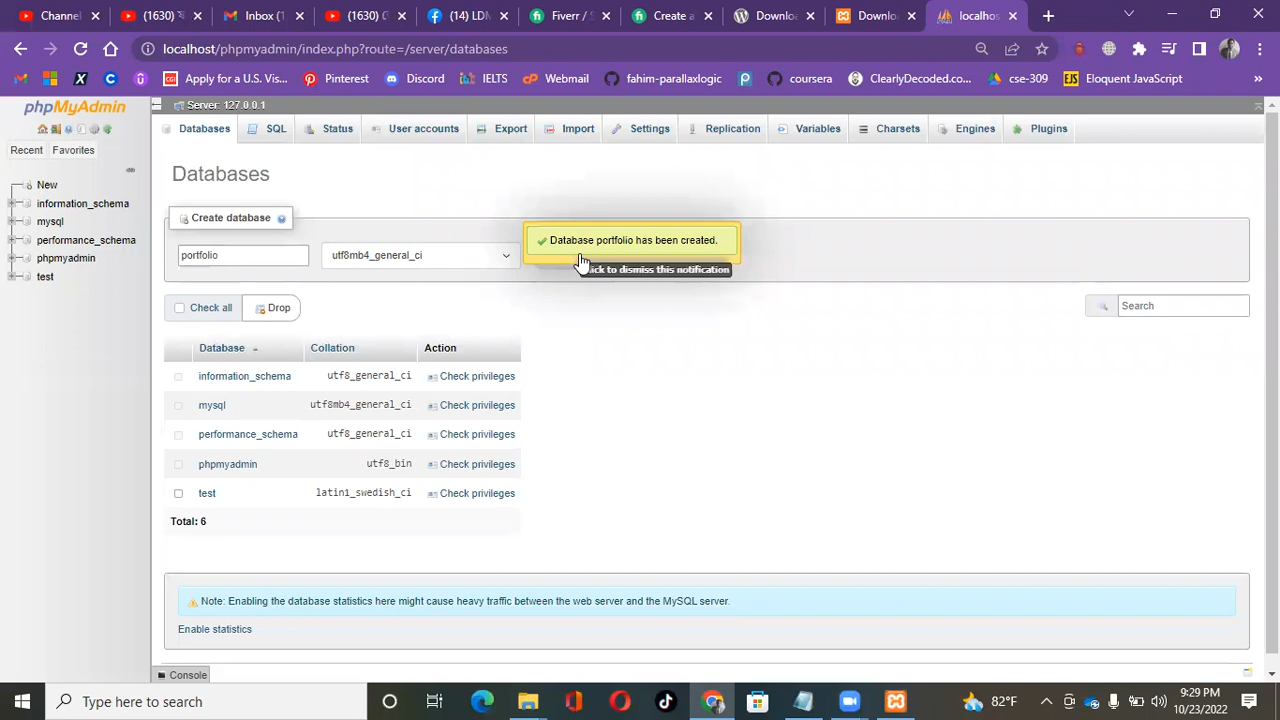 Channel
(1630)
Inbox (1
(1630) (
(14) LDM
Fiverr / S
Create a
Downloa
Downloa
localhos
localhost/phpmyadmin/index.php?route=/server/databases
Apply for a U.S. Vis...
Pinterest
Discord
IELTS
Webmail
fahim-parallaxlogic
coursera
ClearlyDecoded.co...
cse-309
Eloquent JavaScript
phpMyAdmin
Recent Favorites
New
information_schema
mysql
performance_schema
phpmyadmin
test
Server: 127.0.0.1
Databases SQL Status User accounts Export Import Settings Replication Variables Charsets Engines Plugins
Databases
Create database
portfolio utf8mb4_general_ci
Database portfolio has been created.
lick to dismiss this notification
Check all Drop Search
Database Collation Action
information_schema utf8_general_ci Check privileges
mysql utf8mb4_general_ci Check privileges
performance_schema utf8_general_ci Check privileges
phpmyadmin utf8_bin Check privileges
test latin1_swedish_ci Check privileges
Total: 6
Note: Enabling the database statistics here might cause heavy traffic between the web server and the MySQL server.
Enable statistics
Console
Type here to search
82°F
9:29 PM
10/23/2022